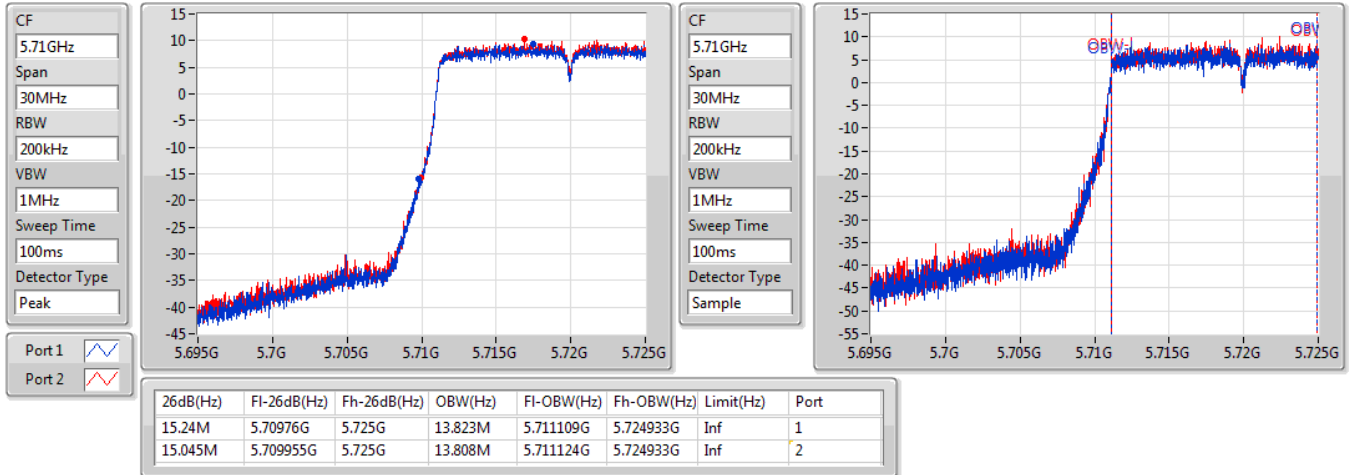 CF
5.71GHz
Span
30MHz
RBW
200kHz
VBW
1MHz
Sweep Time
100ms
Detector Type
Peak
Port 1
Port 2
15
10
5
0
-5
-10
-15
-20
-25
-30
-35
-40
-45
5.695G 5.7G 5.705G 5.71G 5.715G 5.72G 5.725G
CF
5.71GHz
Span
30MHz
RBW
200kHz
VBW
1MHz
Sweep Time
100ms
Detector Type
Sample
15
10
5
0
-5
-10
-15
-20
-25
-30
-35
-40
-45
-50
-55
OBW-
OBW-
OBW
5.695G 5.7G 5.705G 5.71G 5.715G 5.72G 5.725G
26dB(Hz) Fl-26dB(Hz) Fh-26dB(Hz) OBW(Hz) Fl-OBW(Hz) Fh-OBW(Hz) Limit(Hz) Port
15.24M 5.70976G 5.725G 13.823M 5.711109G 5.724933G Inf 1
15.045M 5.709955G 5.725G 13.808M 5.711124G 5.724933G Inf 2